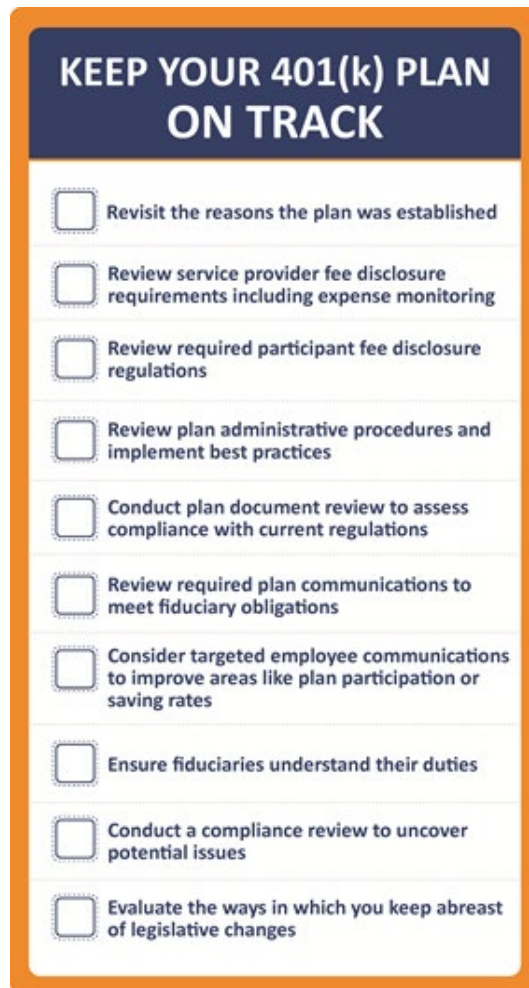 KEEP YOUR 401(k) PLAN
ON TRACK
Revisit the reasons the plan was established
Review service provider fee disclosure
requirements including expense monitoring
Review required participant fee disclosure
regulations
Review plan administrative procedures and
implement best practices
Conduct plan document review to assess
compliance with current regulations
Review required plan communications to
meet fiduciary obligations
Consider targeted employee communications
to improve areas like plan participation or
saving rates
Ensure fiduciaries understand their duties
Conduct a compliance review to uncover
potential issues
Evaluate the ways in which you keep abreast
of legislative changes